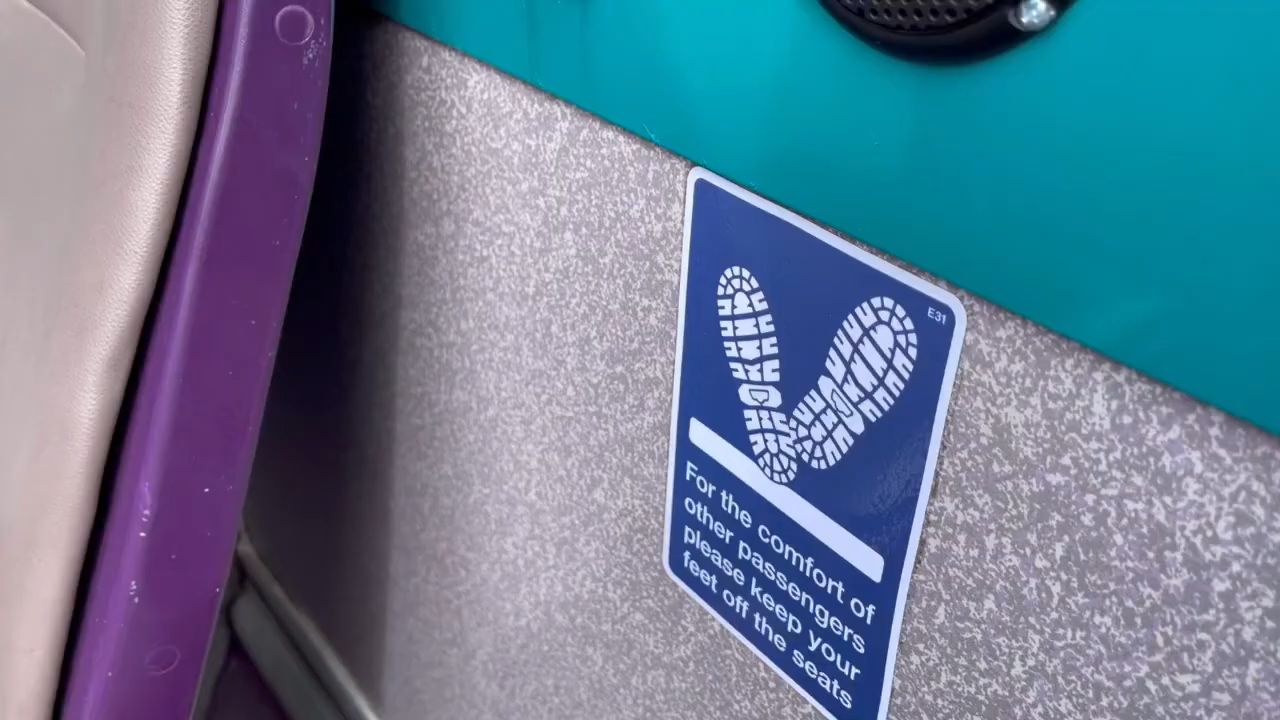 E31
For the comfort of
other passengers
please keep your
feet off the seats